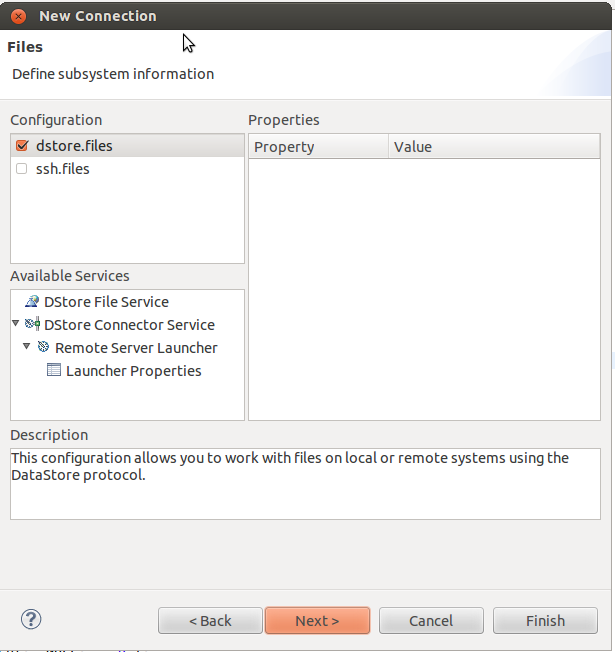 New Connection
Files
Define subsystem information
Configuration
Properties
dstore.files
ssh.files
Property Value
Available Services
DStore File Service
DStore Connector Service
Remote Server Launcher
Launcher Properties
Description
This configuration allows you to work with files on local or remote systems using the
DataStore protocol.
? < Back Next > Cancel Finish